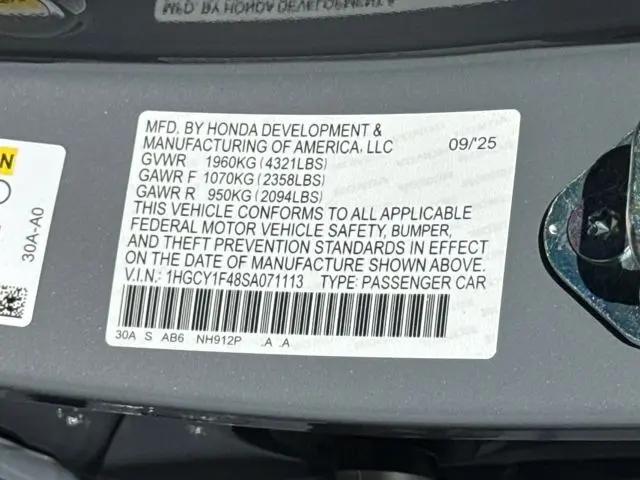 MFD. BY HONDA DEVELOPMENT &
MANUFACTURING OF AMERICA, LLC 09/'25
GVWR 1960KG (4321LBS)
GAWR F 1070KG (2358LBS)
GAWR R 950KG (2094LBS)
THIS VEHICLE CONFORMS TO ALL APPLICABLE
FEDERAL MOTOR VEHICLE SAFETY, BUMPER,
AND THEFT PREVENTION STANDARDS IN EFFECT
ON THE DATE OF MANUFACTURE SHOWN ABOVE.
V.I.N.: 1HGCY1F48SA071113 TYPE: PASSENGER CAR
30A S AB6 NH912P .A .A
30A-A0